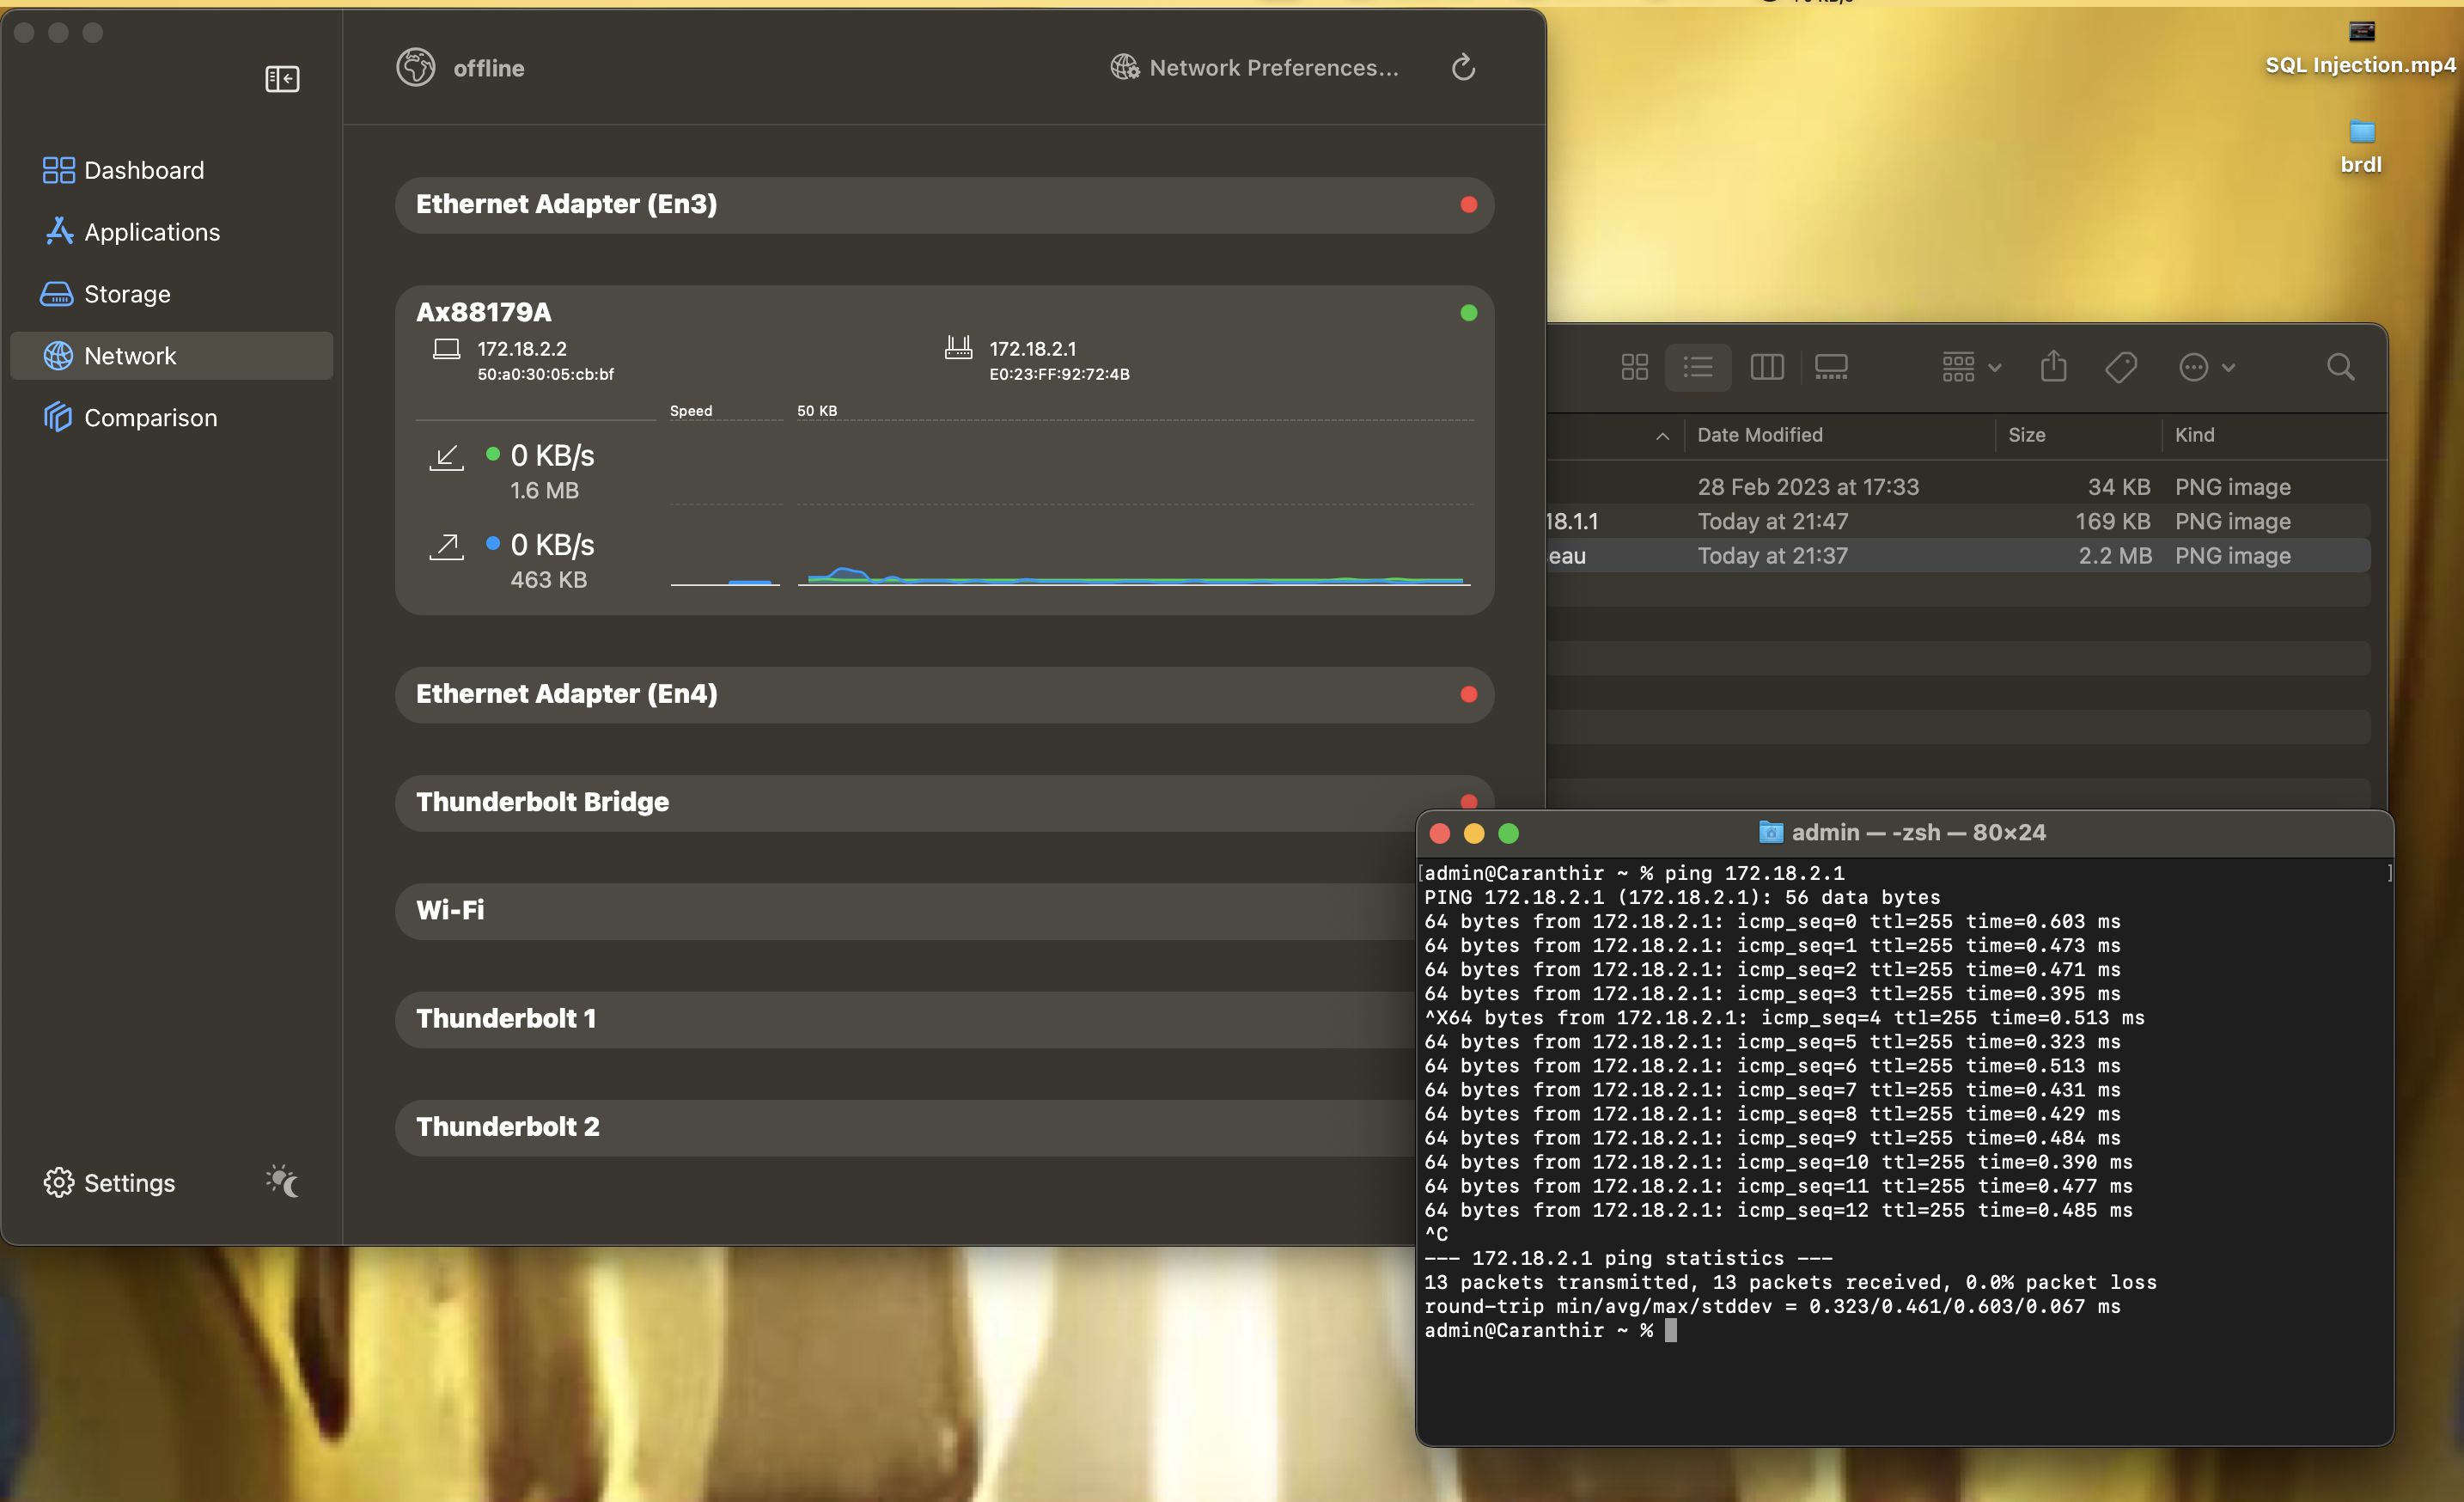 offline
Network Preferences...
Dashboard
Applications
Storage
Network
Comparison
Settings
Ethernet Adapter (En3)
Ax88179A
172.18.2.2
50:a0:30:05:cb:bf
172.18.2.1
E0:23:FF:92:72:4B
Speed
50 KB
0 KB/s
1.6 MB
0 KB/s
463 KB
Ethernet Adapter (En4)
Thunderbolt Bridge
Wi-Fi
Thunderbolt 1
Thunderbolt 2
SQL Injection.mp4
brdl
Date Modified Size Kind
28 Feb 2023 at 17:33 34 KB PNG image
18.1.1 Today at 21:47 169 KB PNG image
eau Today at 21:37 2.2 MB PNG image
admin — -zsh — 80×24
[admin@Caranthir ~ % ping 172.18.2.1 ]
PING 172.18.2.1 (172.18.2.1): 56 data bytes
64 bytes from 172.18.2.1: icmp_seq=0 ttl=255 time=0.603 ms
64 bytes from 172.18.2.1: icmp_seq=1 ttl=255 time=0.473 ms
64 bytes from 172.18.2.1: icmp_seq=2 ttl=255 time=0.471 ms
64 bytes from 172.18.2.1: icmp_seq=3 ttl=255 time=0.395 ms
^X64 bytes from 172.18.2.1: icmp_seq=4 ttl=255 time=0.513 ms
64 bytes from 172.18.2.1: icmp_seq=5 ttl=255 time=0.323 ms
64 bytes from 172.18.2.1: icmp_seq=6 ttl=255 time=0.513 ms
64 bytes from 172.18.2.1: icmp_seq=7 ttl=255 time=0.431 ms
64 bytes from 172.18.2.1: icmp_seq=8 ttl=255 time=0.429 ms
64 bytes from 172.18.2.1: icmp_seq=9 ttl=255 time=0.484 ms
64 bytes from 172.18.2.1: icmp_seq=10 ttl=255 time=0.390 ms
64 bytes from 172.18.2.1: icmp_seq=11 ttl=255 time=0.477 ms
64 bytes from 172.18.2.1: icmp_seq=12 ttl=255 time=0.485 ms
^C
--- 172.18.2.1 ping statistics ---
13 packets transmitted, 13 packets received, 0.0% packet loss
round-trip min/avg/max/stddev = 0.323/0.461/0.603/0.067 ms
admin@Caranthir ~ %